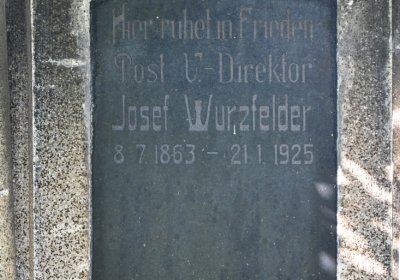 Hier ruhet in Frieden
Post V.-Direktor
Josef Wurzfelder
8.7.1863 – 21.1.1925